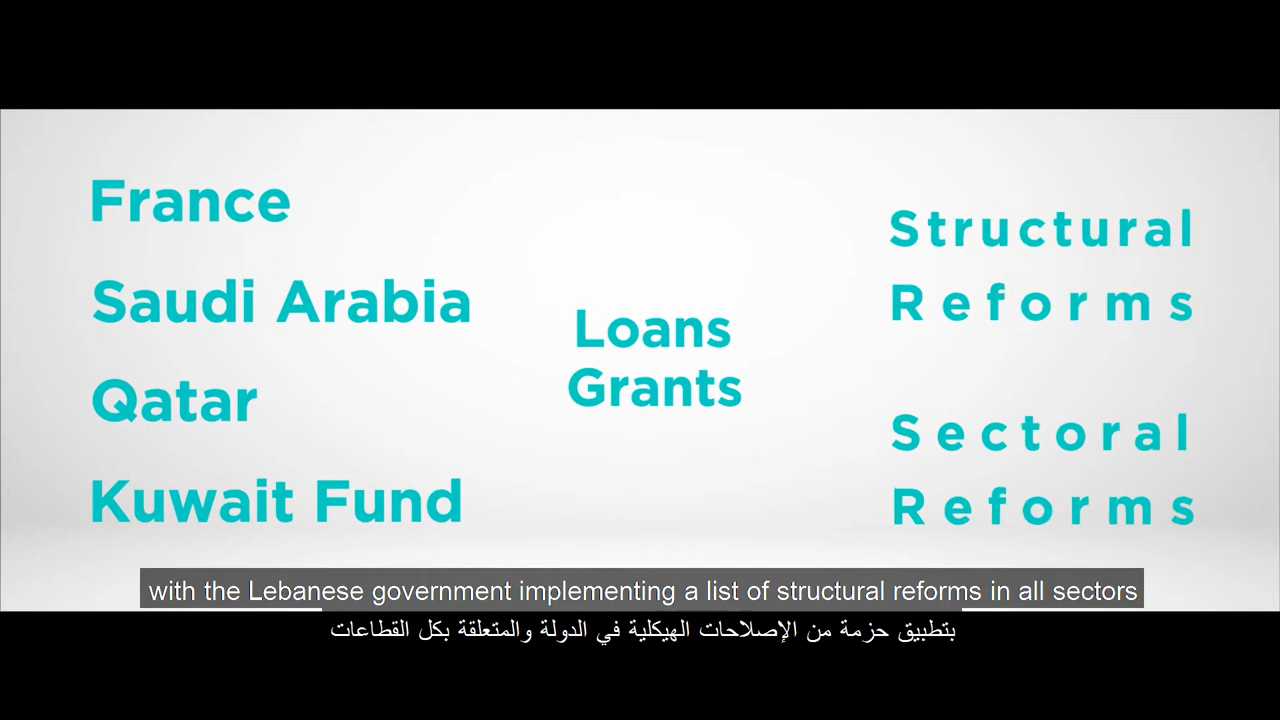 France
Saudi Arabia
Qatar
Kuwait Fund
Loans
Grants
Structural
Reforms
Sectoral
Reforms
with the Lebanese government implementing a list of structural reforms in all sectors
بتطبيق حزمة من الإصلاحات الهيكلية في الدولة والمتعلقة بكل القطاعات